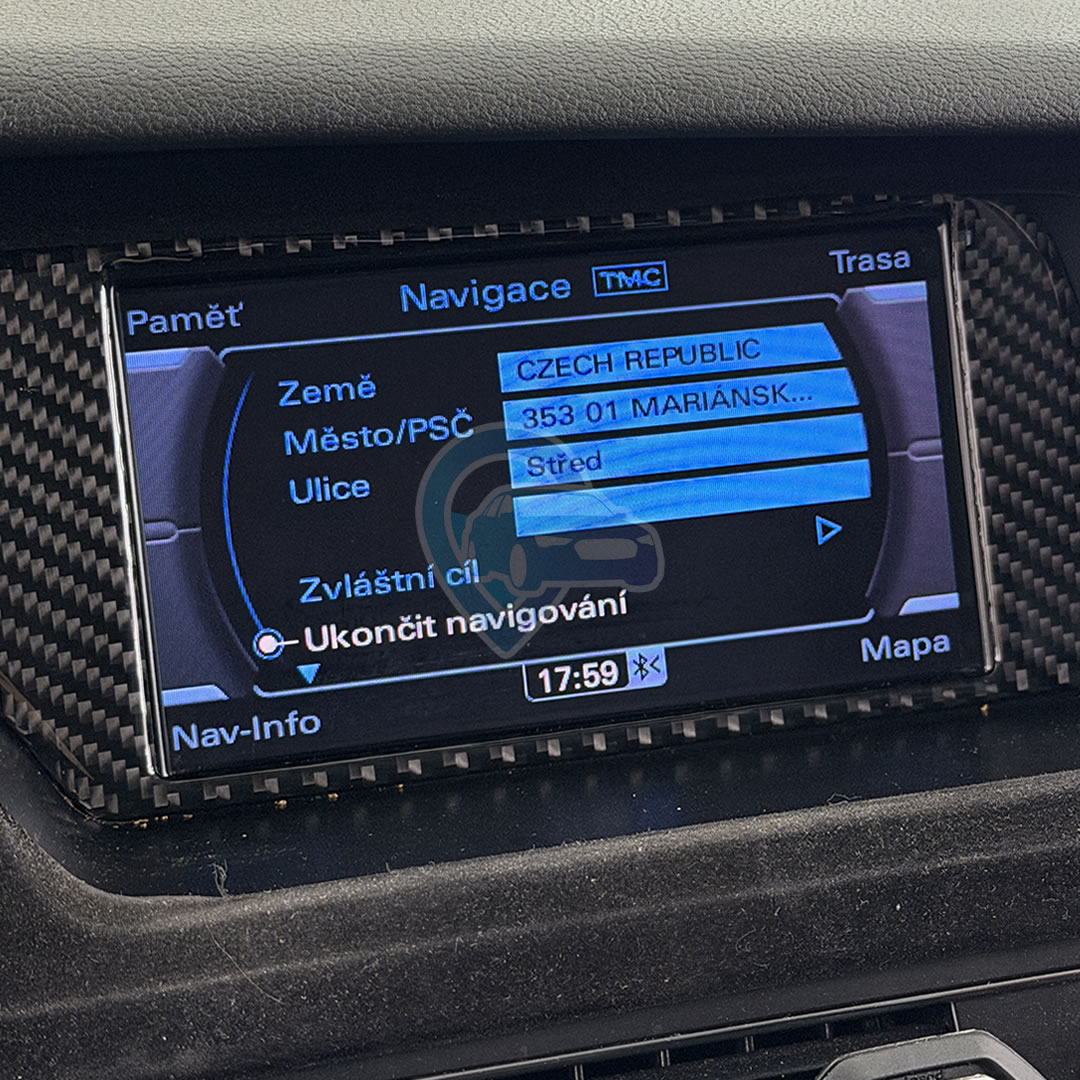 Navigace TMC
Trasa
Paměť
Země CZECH REPUBLIC
Město/PSČ 353 01 MARIÁNSK...
Ulice Střed
Zvláštní cíl
Ukončit navigování
17:59
Nav-Info
Mapa